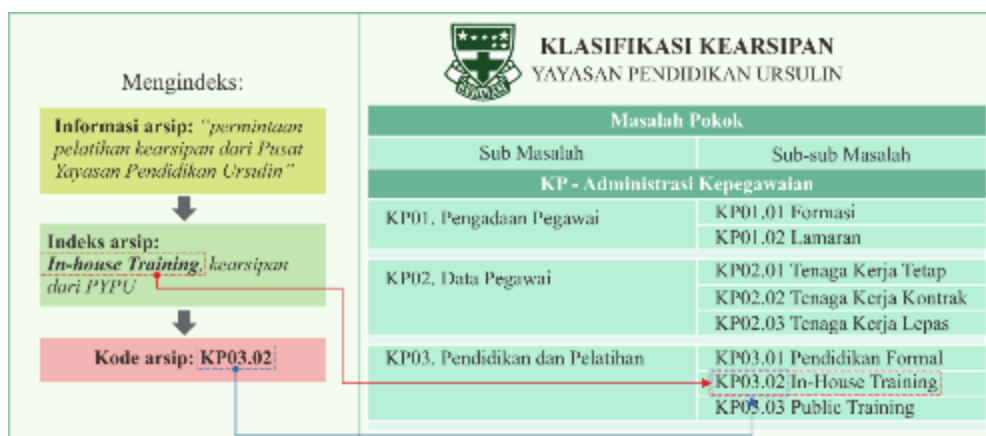 Mengindeks:
Informasi arsip: "permintaan
pelatihan kearsipan dari Pusat
Yayasan Pendidikan Ursulin"
Indeks arsip:
In-house Training, kearsipan
dari PYPU
Kode arsip: KP03.02
KLASIFIKASI KEARSIPAN
YAYASAN PENDIDIKAN URSULIN
Masalah Pokok
Sub Masalah Sub-sub Masalah
KP - Administrasi Kepegawaian
KP01. Pengadaan Pegawai KP01.01 Formasi
KP01.02 Lamaran
KP02. Data Pegawai KP02.01 Tenaga Kerja Tetap
KP02.02 Tenaga Kerja Kontrak
KP02.03 Tenaga Kerja Lepas
KP03. Pendidikan dan Pelatihan KP03.01 Pendidikan Formal
KP03.02 In-House Training
KP03.03 Public Training